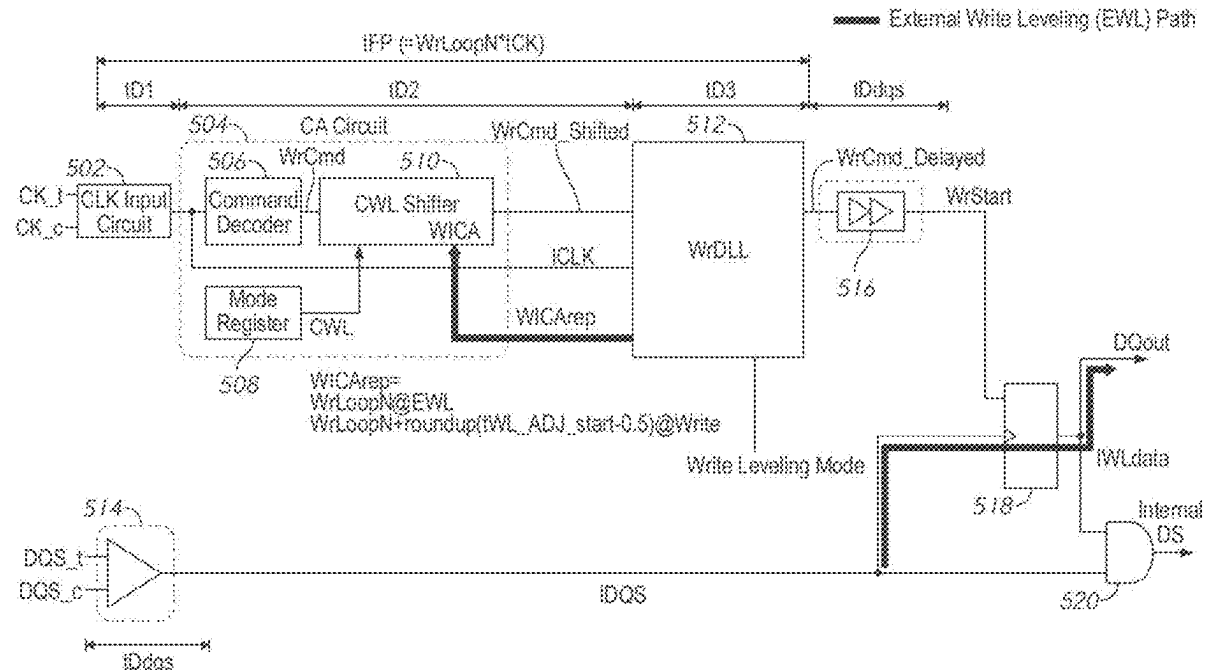 External Write Leveling (EWL) Path
tFP (=WrLoopN*tCK)
tD1
tD2
tD3
tDdqs
504
CA Circuit
WrCmd_Shifted
512
502
506
WrCmd
510
WrCmd_Delayed
CK_t
CK_c
CLK Input
Circuit
Command
Decoder
CWL Shifter
WICA
WrDLL
WrStart
516
ICLK
Mode
Register
CWL
WICArep
508
DQout
WICArep=
WrLoopN@EWL
WrLoopN+roundup(tWL_ADJ_start-0.5)@Write
Write Leveling Mode
IWLdata
518
514
Internal
DS
DQS_t
DQS_c
IDQS
520
tDdqs